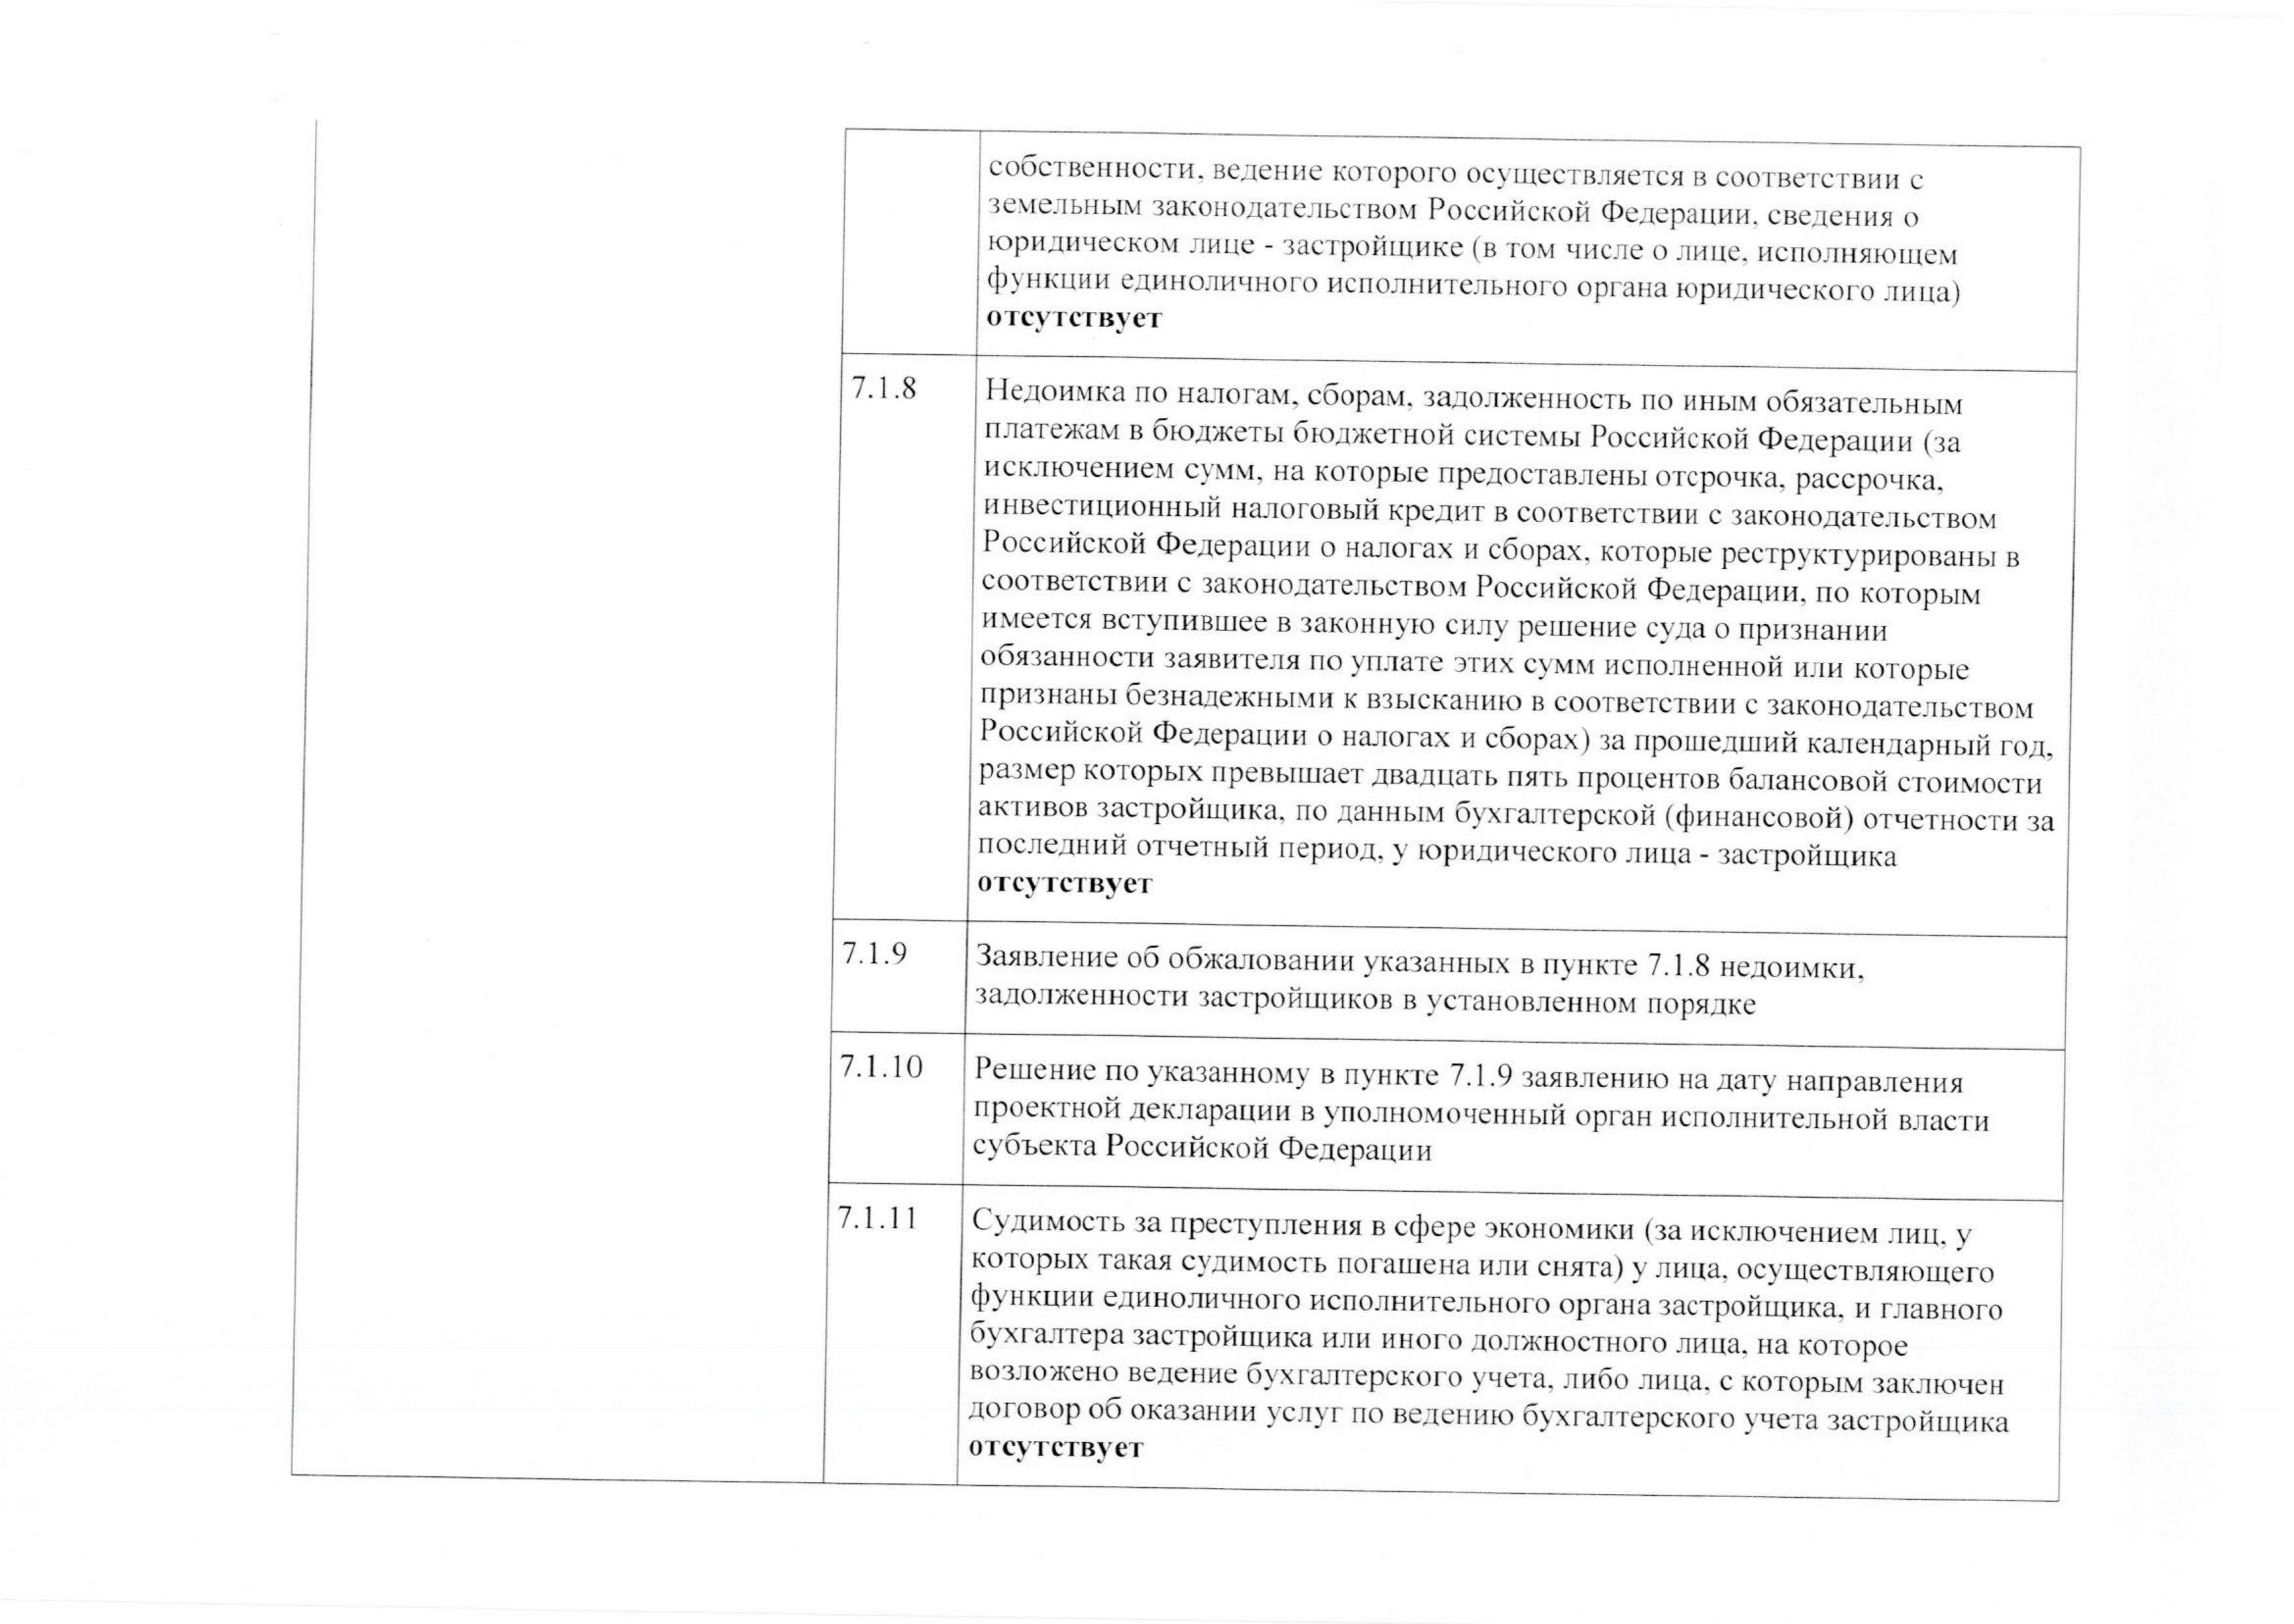 собственности, ведение которого осуществляется в соответствии с
земельным законодательством Российской Федерации, сведения о
юридическом лице - застройщике (в том числе о лице, исполняющем
функции единоличного исполнительного органа юридического лица)
отсутствует
7.1.8
Недоимка по налогам, сборам, задолженность по иным обязательным
платежам в бюджеты бюджетной системы Российской Федерации (за
исключением сумм, на которые предоставлены отсрочка, рассрочка,
инвестиционный налоговый кредит в соответствии с законодательством
Российской Федерации о налогах и сборах, которые реструктурированы в
соответствии с законодательством Российской Федерации, по которым
имеется вступившее в законную силу решение суда о признании
обязанности заявителя по уплате этих сумм исполненной или которые
признаны безнадежными к взысканию в соответствии с законодательством
Российской Федерации о налогах и сборах) за прошедший календарный год,
размер которых превышает двадцать пять процентов балансовой стоимости
активов застройщика, по данным бухгалтерской (финансовой) отчетности за
последний отчетный период, у юридического лица - застройщика
отсутствует
7.1.9
Заявление об обжаловании указанных в пункте 7.1.8 недоимки,
задолженности застройщиков в установленном порядке
7.1.10
Решение по указанному в пункте 7.1.9 заявлению на дату направления
проектной декларации в уполномоченный орган исполнительной власти
субъекта Российской Федерации
7.1.11
Судимость за преступления в сфере экономики (за исключением лиц, у
которых такая судимость погашена или снята) у лица, осуществляющего
функции единоличного исполнительного органа застройщика, и главного
бухгалтера застройщика или иного должностного лица, на которое
возложено ведение бухгалтерского учета, либо лица, с которым заключен
договор об оказании услуг по ведению бухгалтерского учета застройщика
отсутствует